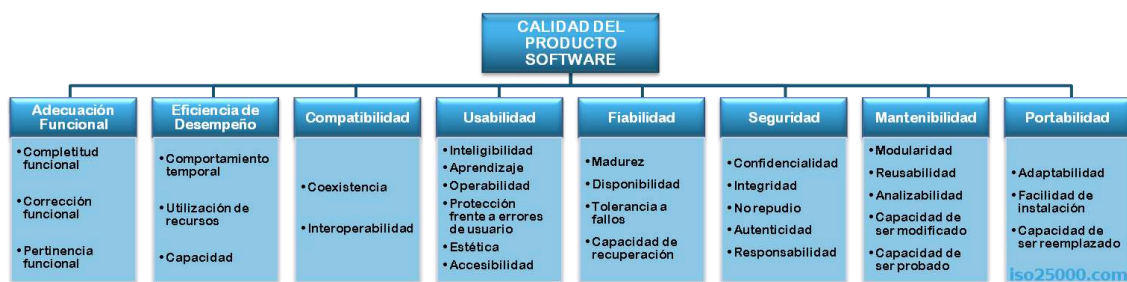 CALIDAD DEL
PRODUCTO
SOFTWARE
Adecuación
Funcional
• Completitud
funcional
• Corrección
funcional
• Pertinencia
funcional
Eficiencia de
Desempeño
• Comportamiento
temporal
• Utilización de
recursos
• Capacidad
Compatibilidad
• Coexistencia
• Interoperabilidad
Usabilidad
• Inteligibilidad
• Aprendizaje
• Operabilidad
• Protección
frente a errores
de usuario
• Estética
• Accesibilidad
Fiabilidad
• Madurez
• Disponibilidad
• Tolerancia a
fallos
• Capacidad de
recuperación
Seguridad
• Confidencialidad
• Integridad
• No repudio
• Autenticidad
• Responsabilidad
Mantenibilidad
• Modularidad
• Reusabilidad
• Analizabilidad
• Capacidad de
ser modificado
• Capacidad de
ser probado
Portabilidad
• Adaptabilidad
• Facilidad de
instalación
• Capacidad de
ser reemplazado
iso25000.com